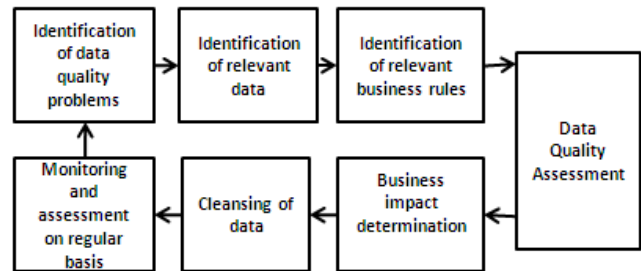 Identification
of data
quality
problems
Identification
of relevant
data
Identification
of relevant
business rules
Data
Quality
Assessment
Business
impact
determination
Cleansing of
data
Monitoring
and
assessment
on regular
basis